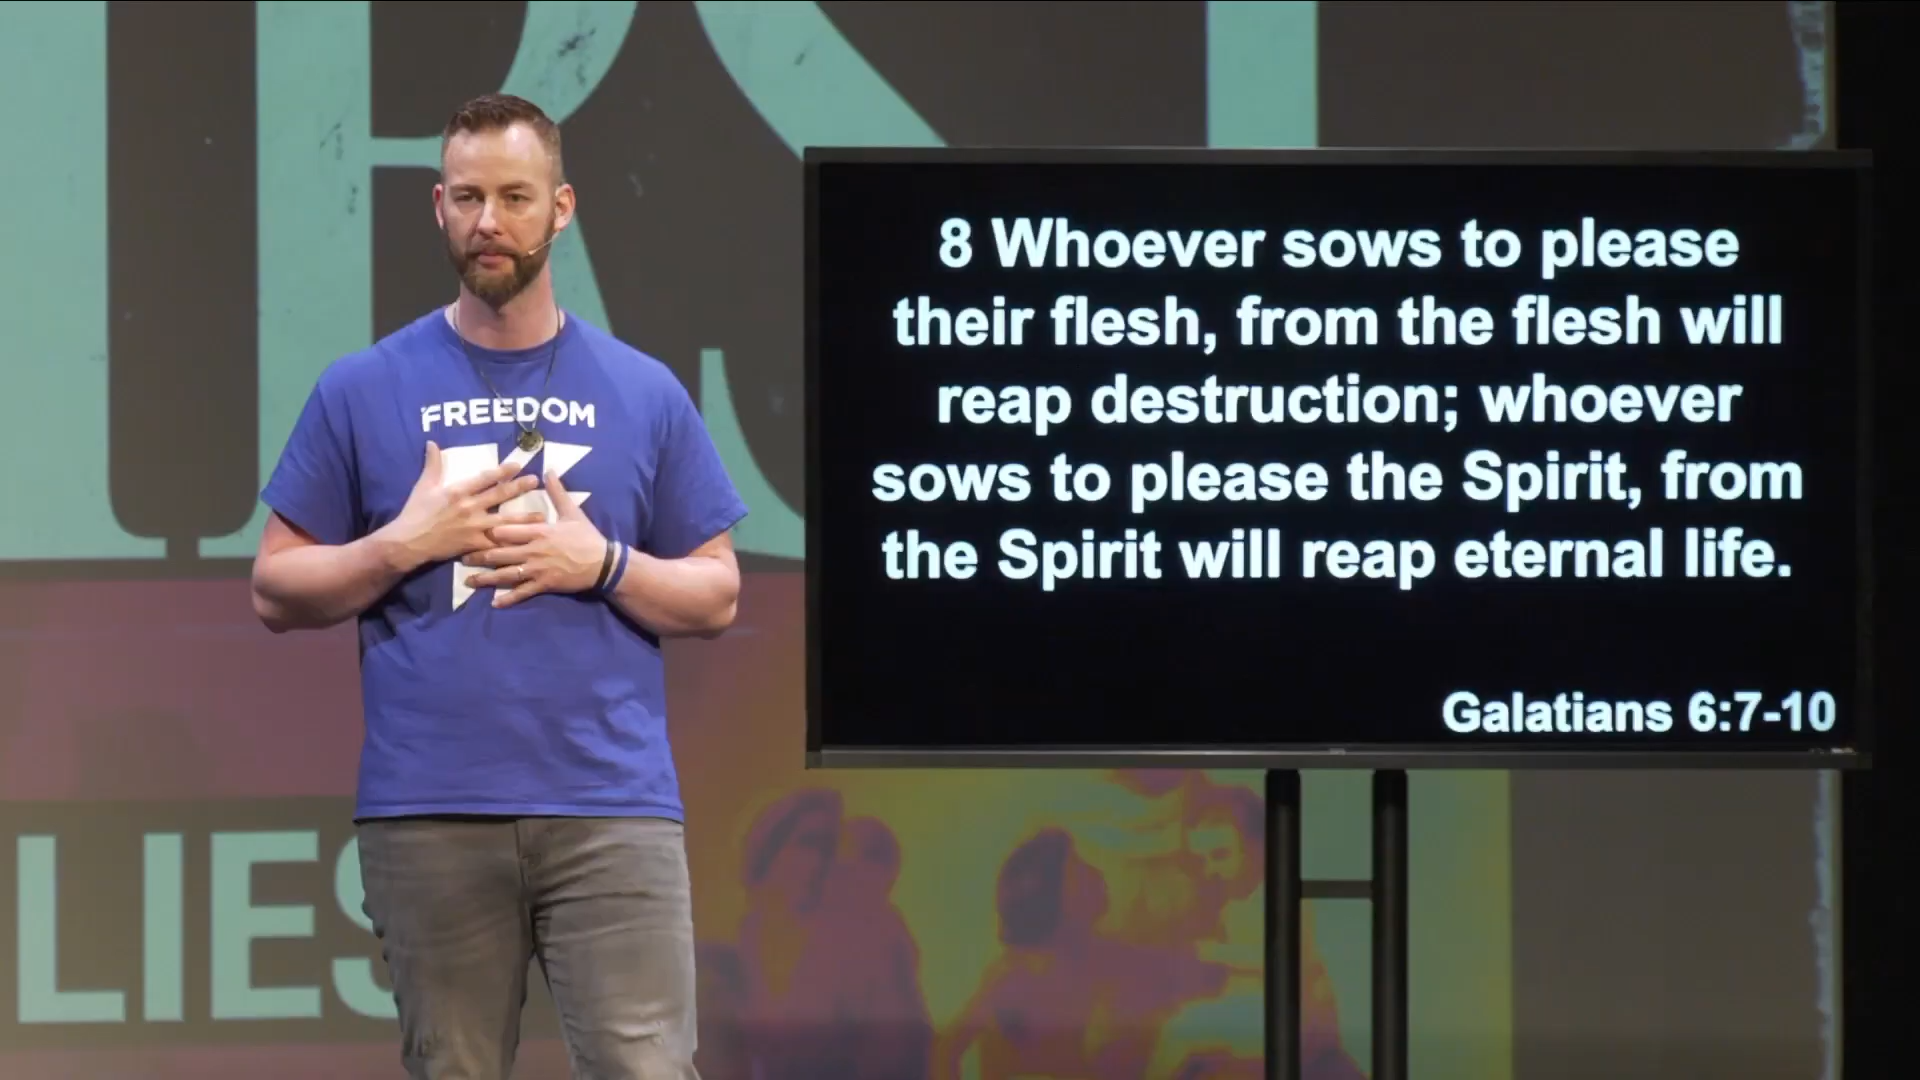 8 Whoever sows to please
their flesh, from the flesh will
reap destruction; whoever
sows to please the Spirit, from
the Spirit will reap eternal life.
Galatians 6:7-10
FREEDOM
LIES